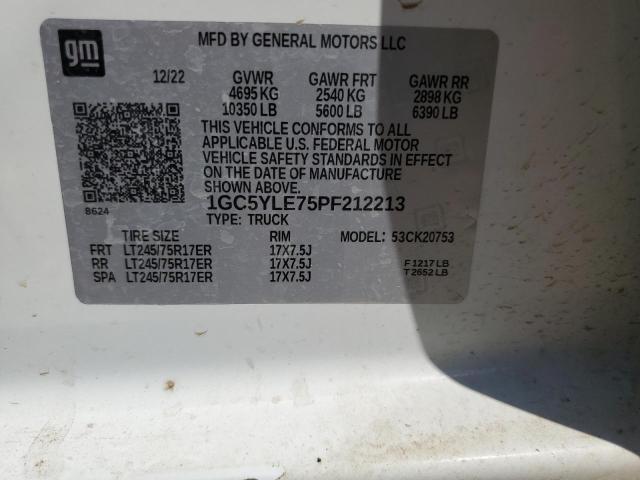 gm
MFD BY GENERAL MOTORS LLC
12/22 GVWR GAWR FRT GAWR RR
4695 KG 2540 KG 2898 KG
10350 LB 5600 LB 6390 LB
THIS VEHICLE CONFORMS TO ALL
APPLICABLE U.S. FEDERAL MOTOR
VEHICLE SAFETY STANDARDS IN EFFECT
ON THE DATE OF MANUFACTURE
SHOWN ABOVE.
8624 1GC5YLE75PF212213
TYPE: TRUCK
TIRE SIZE RIM MODEL: 53CK20753
FRT LT245/75R17ER 17X7.5J
RR LT245/75R17ER 17X7.5J F 1217 LB
SPA LT245/75R17ER 17X7.5J T 2652 LB